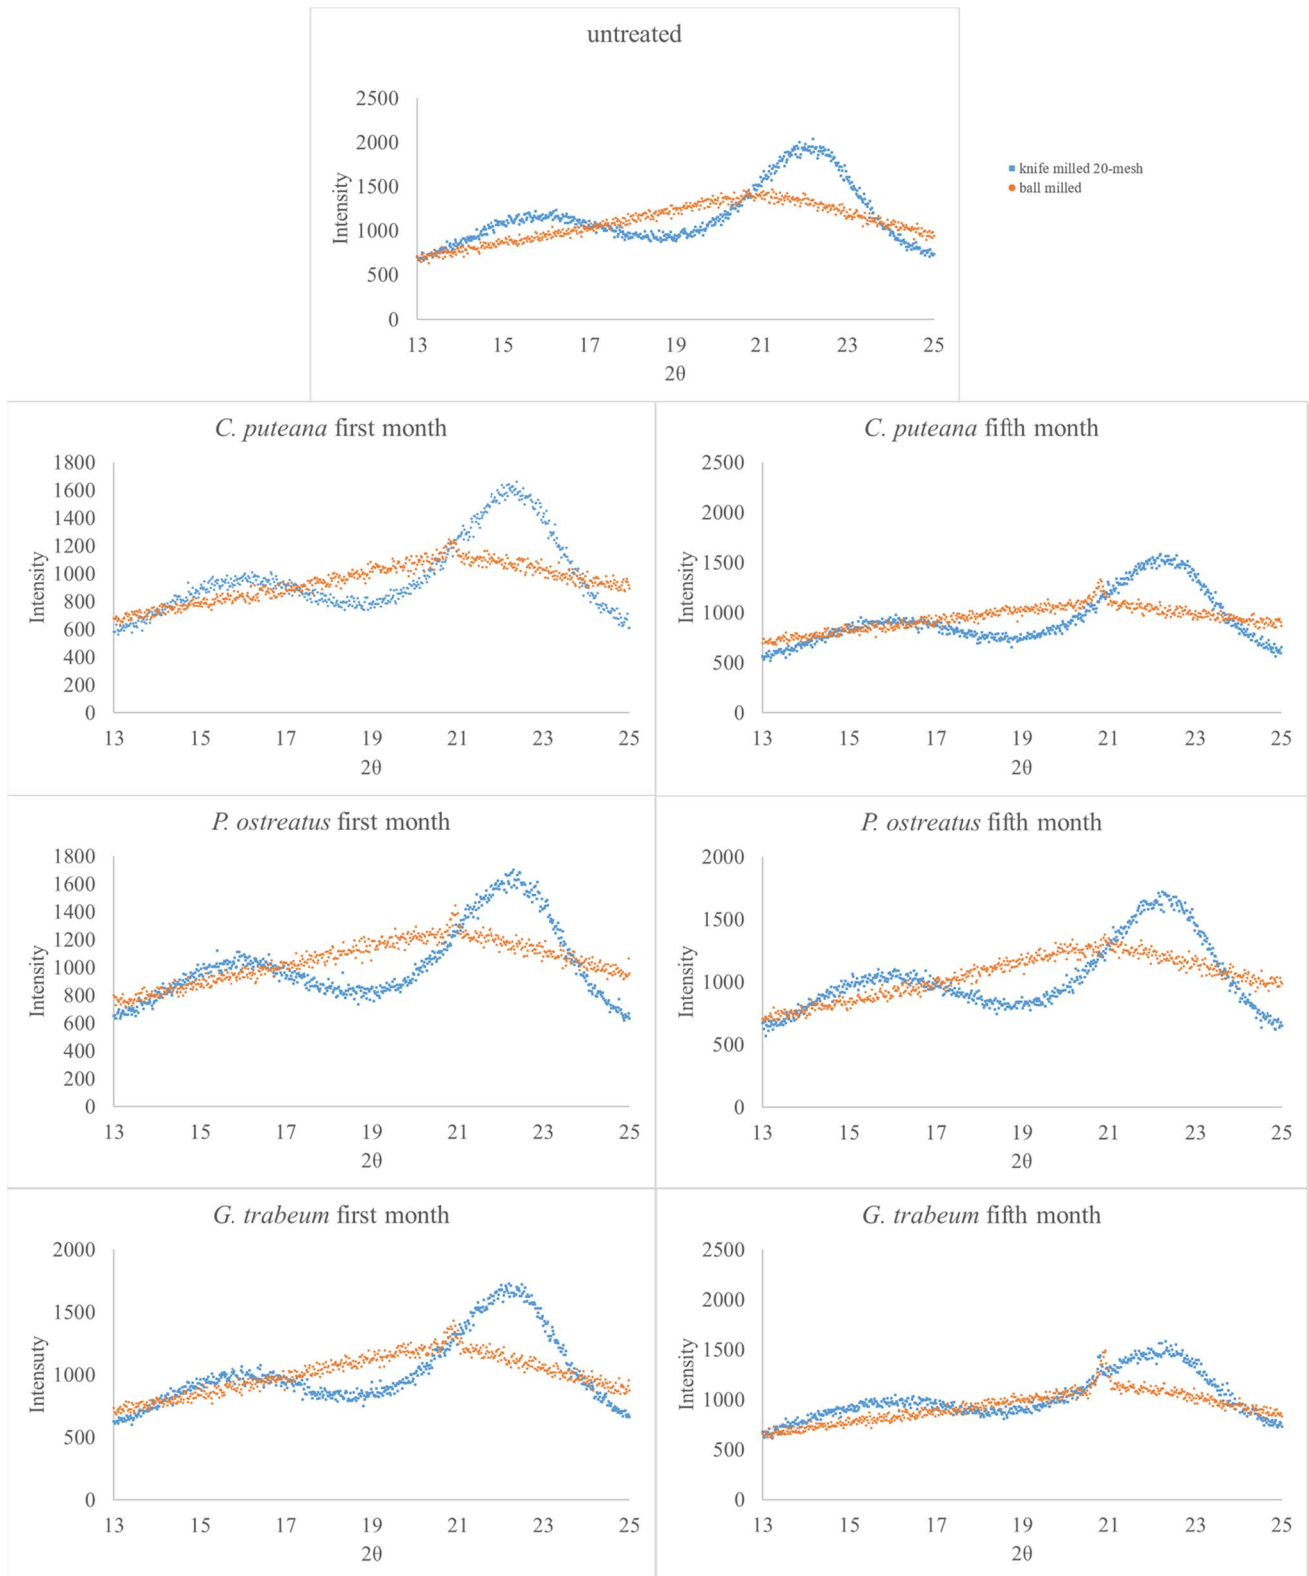 untreated
2500
2000
1500
1000
500
0
Intensity
13 15 17 19 21 23 25
2θ
knife milled 20-mesh
ball milled
C. puteana first month
1800
1600
1400
1200
1000
800
600
400
200
0
Intensity
13 15 17 19 21 23 25
2θ
C. puteana fifth month
2500
2000
1500
1000
500
0
Intensity
13 15 17 19 21 23 25
2θ
P. ostreatus first month
1800
1600
1400
1200
1000
800
600
400
200
0
Intensity
13 15 17 19 21 23 25
2θ
P. ostreatus fifth month
2000
1500
1000
500
0
Intensity
13 15 17 19 21 23 25
2θ
G. trabeum first month
2000
1500
1000
500
0
Intensuty
13 15 17 19 21 23 25
2θ
G. trabeum fifth month
2500
2000
1500
1000
500
0
Intensity
13 15 17 19 21 23 25
2θ